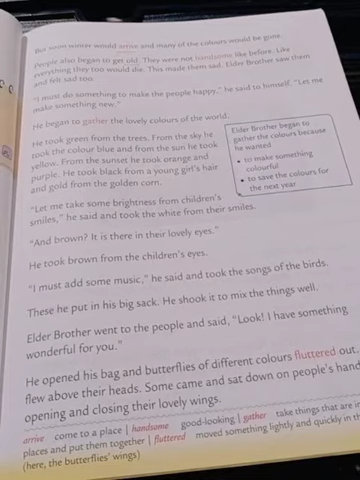 But soon winter would arrive and many of the colours would be gone.
People also began to get old. They were not handsome like before. Like
everything they too would die. This made them sad. Elder Brother saw them
and felt sad too.
"I must do something to make the people happy," he said to himself. "Let me
make something new."
He began to gather the lovely colours of the world.
He took green from the trees. From the sky he
took the colour blue and from the sun he took
yellow. From the sunset he took orange and
purple. He took black from a young girl's hair
and gold from the golden corn.
Elder Brother began to
gather the colours because
he wanted
• to make something
colourful
• to save the colours for
the next year
"Let me take some brightness from children's
smiles," he said and took the white from their smiles.
"And brown? It is there in their lovely eyes."
He took brown from the children's eyes.
"I must add some music," he said and took the songs of the birds.
These he put in his big sack. He shook it to mix the things well.
Elder Brother went to the people and said, "Look! I have something
wonderful for you."
He opened his bag and butterflies of different colours fluttered out.
flew above their heads. Some came and sat down on people's hand
opening and closing their lovely wings.
arrive come to a place | handsome good-looking | gather take things that are in
places and put them together | fluttered moved something lightly and quickly in th
(here, the butterflies' wings)